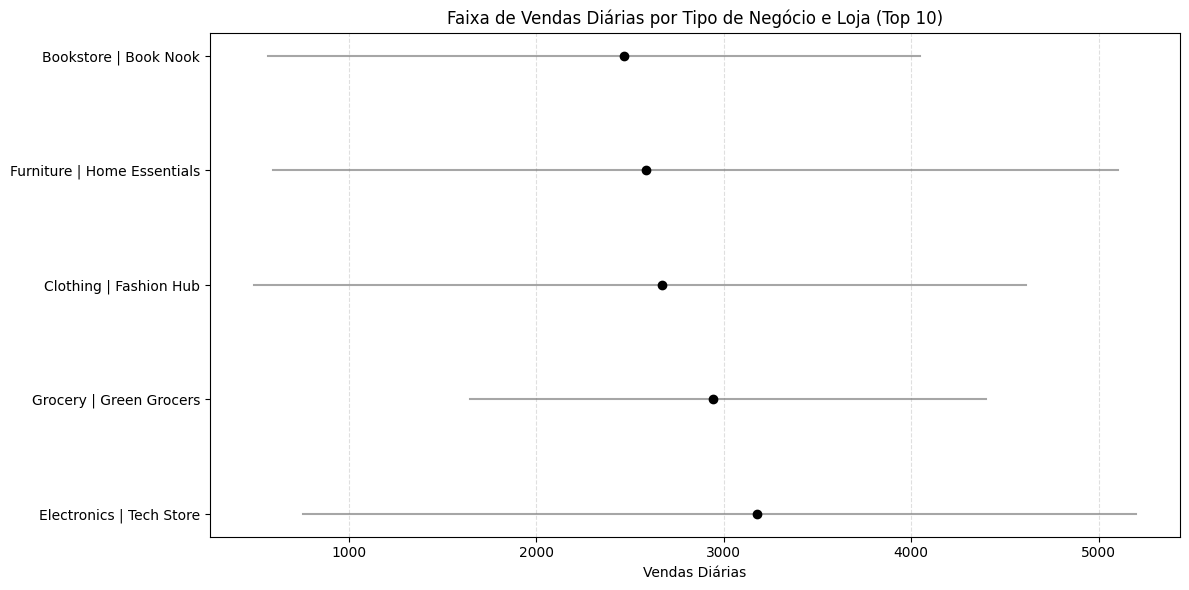 Faixa de Vendas Diárias por Tipo de Negócio e Loja (Top 10)
Bookstore | Book Nook
Furniture | Home Essentials
Clothing | Fashion Hub
Grocery | Green Grocers
Electronics | Tech Store
1000 2000 3000 4000 5000
Vendas Diárias